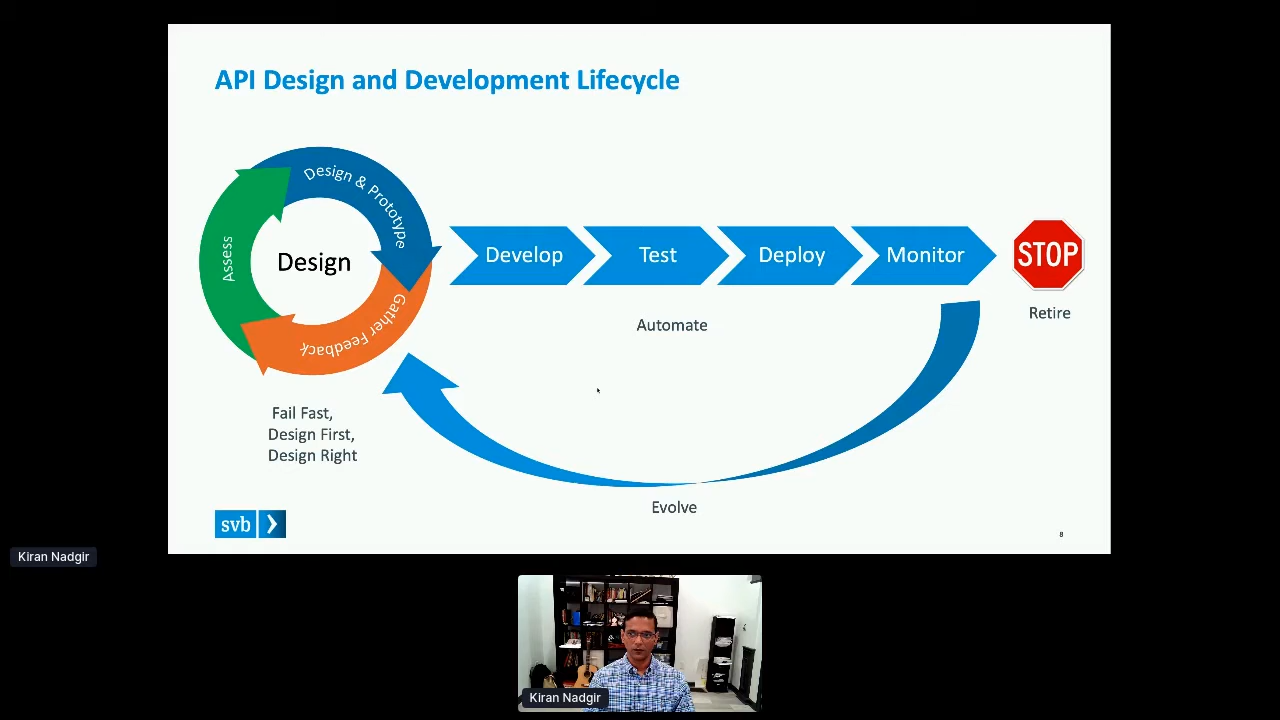 API Design and Development Lifecycle
Design & Prototype
Assess
Design
Gather Feedback
Develop
Test
Deploy
Monitor
STOP
Automate
Retire
Fail Fast,
Design First,
Design Right
Evolve
svb
8
Kiran Nadgir
Kiran Nadgir